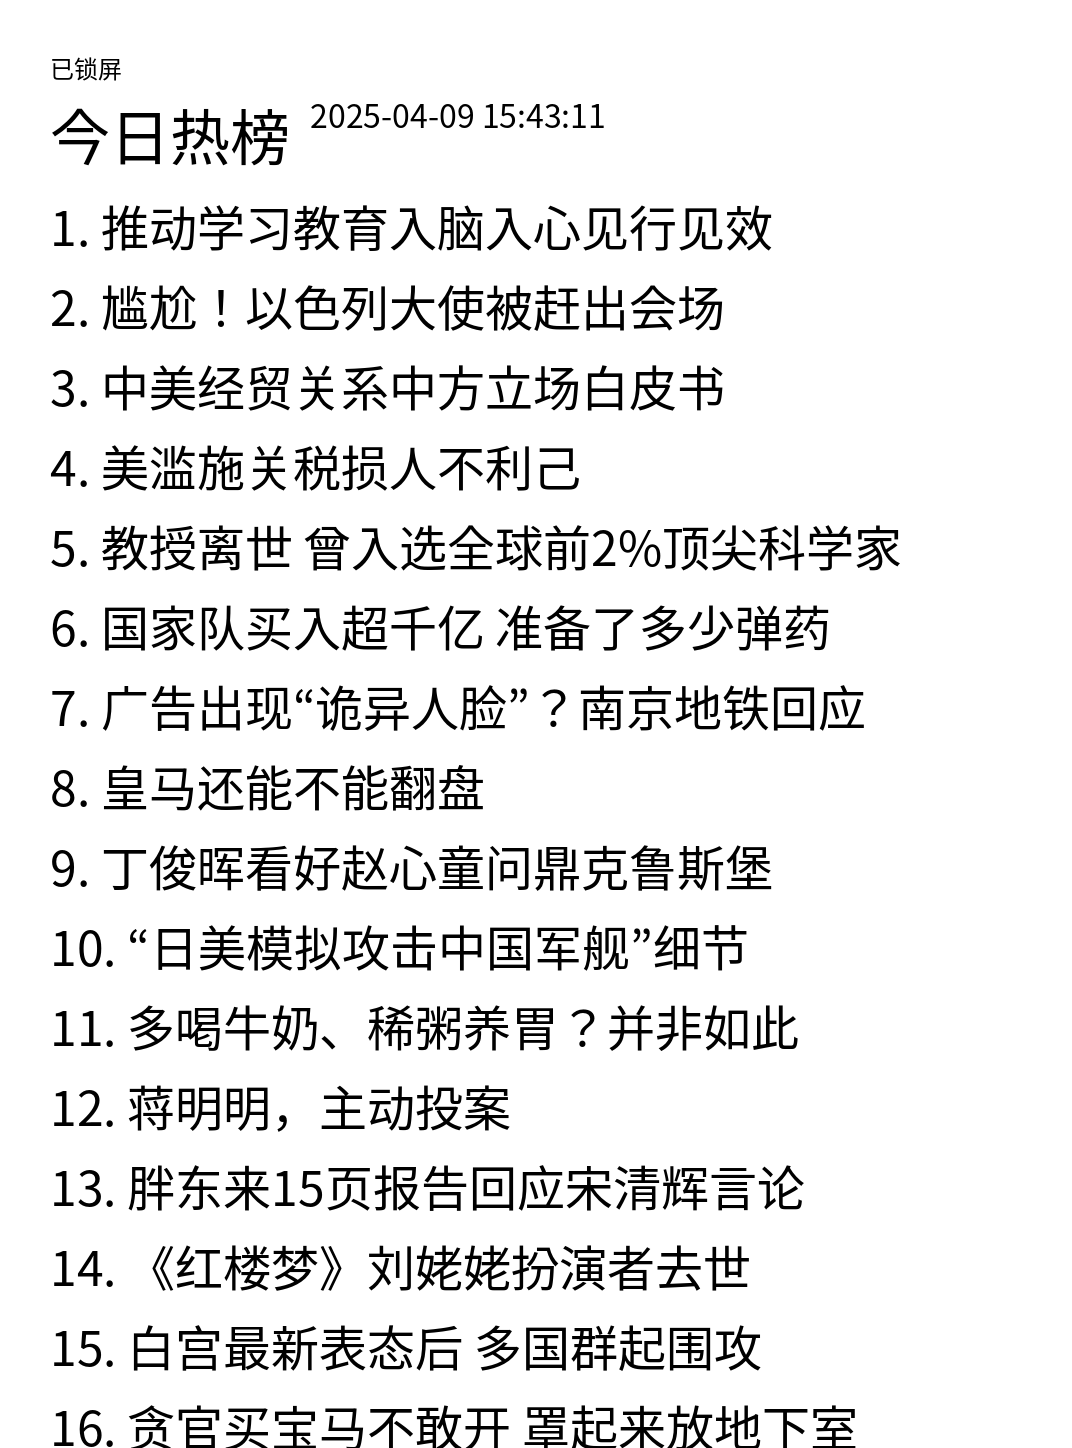 已锁屏
今日热榜 2025-04-09 15:43:11
1. 推动学习教育入脑入心见行见效
2. 尴尬！以色列大使被赶出会场
3. 中美经贸关系中方立场白皮书
4. 美滥施关税损人不利己
5. 教授离世 曾入选全球前2%顶尖科学家
6. 国家队买入超千亿 准备了多少弹药
7. 广告出现“诡异人脸”？南京地铁回应
8. 皇马还能不能翻盘
9. 丁俊晖看好赵心童问鼎克鲁斯堡
10. “日美模拟攻击中国军舰”细节
11. 多喝牛奶、稀粥养胃？并非如此
12. 蒋明明，主动投案
13. 胖东来15页报告回应宋清辉言论
14. 《红楼梦》刘姥姥扮演者去世
15. 白宫最新表态后 多国群起围攻
16. 贪官买宝马不敢开 罩起来放地下室